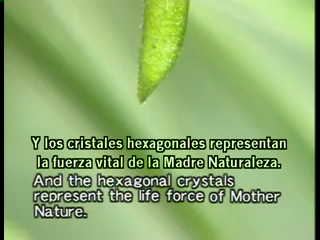 Y los cristales hexagonales representan
la fuerza vital de la Madre Naturaleza.
And the hexagonal crystals
represent the life force of Mother
Nature.